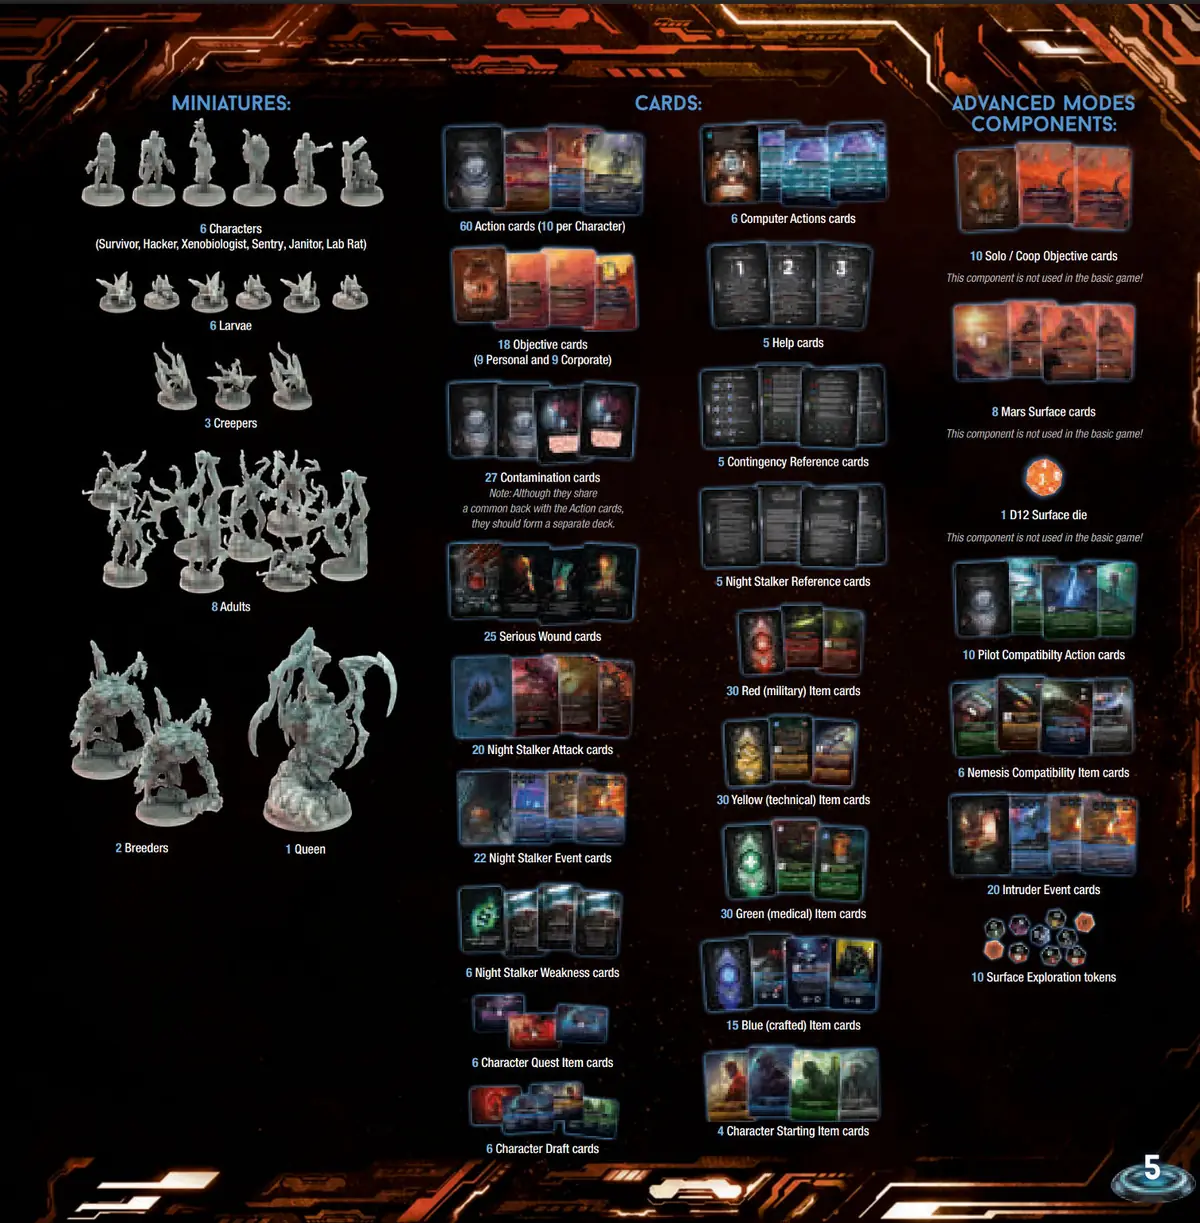 MINIATURES:
6 Characters
(Survivor, Hacker, Xenobiologist, Sentry, Janitor, Lab Rat)
6 Larvae
3 Creepers
8 Adults
2 Breeders
1 Queen
CARDS:
60 Action cards (10 per Character)
18 Objective cards
(9 Personal and 9 Corporate)
27 Contamination cards
Note: Although they share
a common back with the Action cards,
they should form a separate deck.
25 Serious Wound cards
20 Night Stalker Attack cards
22 Night Stalker Event cards
6 Night Stalker Weakness cards
6 Character Quest Item cards
6 Character Draft cards
6 Computer Actions cards
1
2
3
5 Help cards
5 Contingency Reference cards
5 Night Stalker Reference cards
30 Red (military) Item cards
30 Yellow (technical) Item cards
30 Green (medical) Item cards
15 Blue (crafted) Item cards
4 Character Starting Item cards
ADVANCED MODES
COMPONENTS:
10 Solo / Coop Objective cards
This component is not used in the basic game!
8 Mars Surface cards
This component is not used in the basic game!
1 D12 Surface die
This component is not used in the basic game!
10 Pilot Compatibilty Action cards
6 Nemesis Compatibility Item cards
20 Intruder Event cards
10 Surface Exploration tokens
5